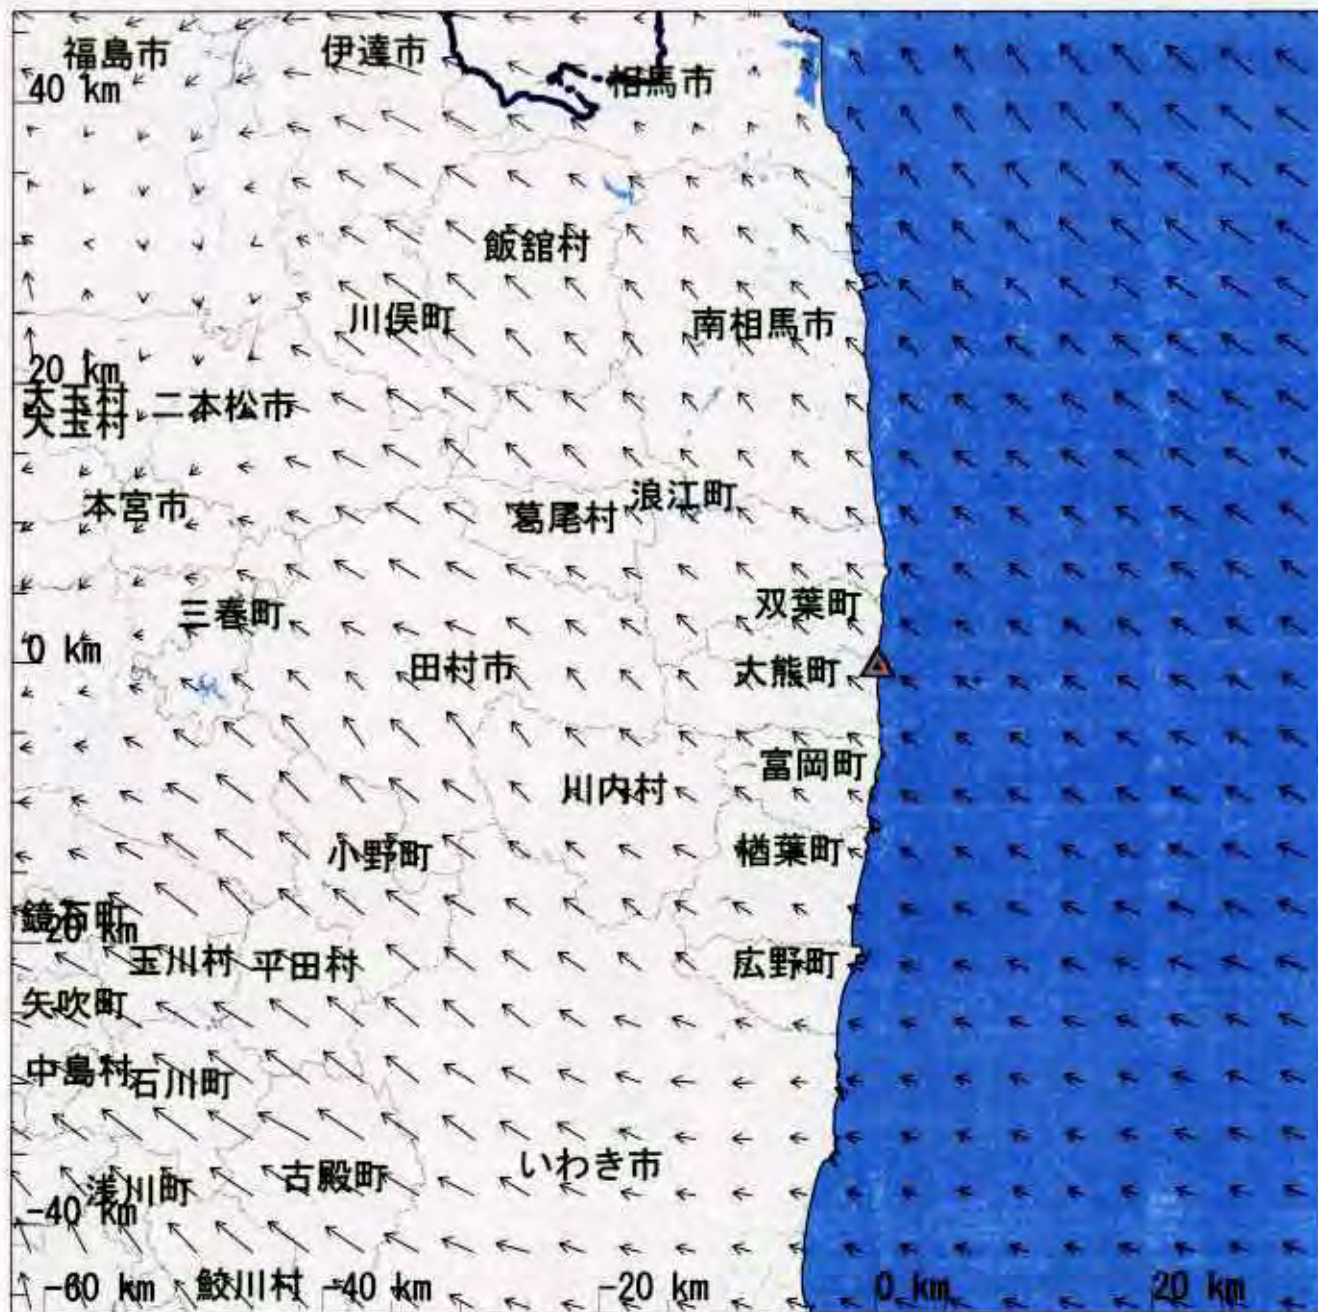 福島市
伊達市
相馬市
40 km
飯舘村
川俣町
南相馬市
20 km
大玉村
二本松市
大玉村
本宮市
葛尾村
浪江町
三春町
双葉町
0 km
田村市
大熊町
富岡町
川内村
小野町
楢葉町
鏡石町
-20 km
玉川村
平田村
広野町
矢吹町
中島村
石川町
いわき市
浅川町
古殿町
-40 km
-60 km
鮫川村
-40 km
-20 km
0 km
20 km